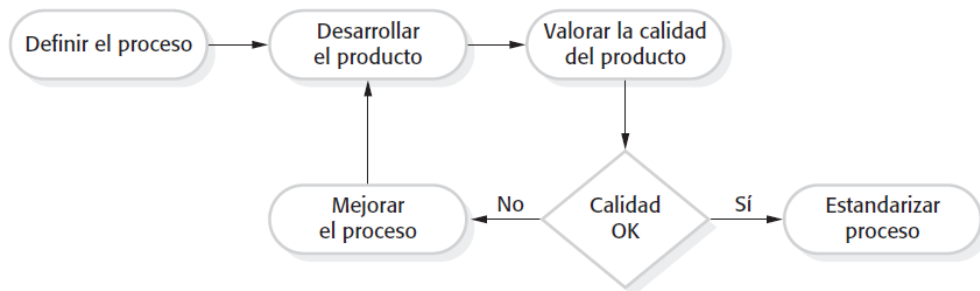 Definir el proceso
Desarrollar
el producto
Valorar la calidad
del producto
Mejorar
el proceso
No
Calidad
OK
Sí
Estandarizar
proceso